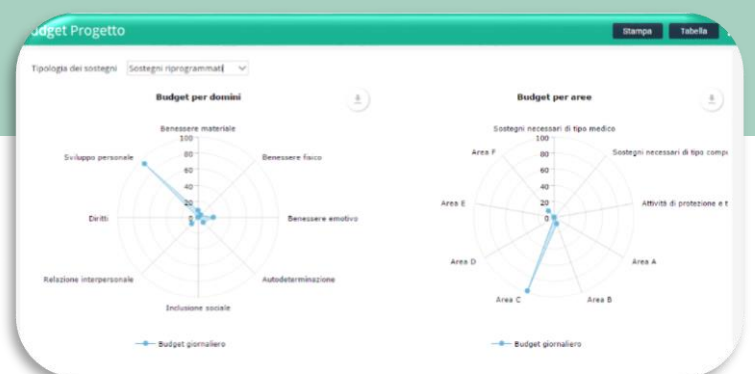 udget Progetto
Stampa
Tabella
Tipologia dei sostegni
Sostegni riprogrammati
Budget per domini
Benessere materiale
100
80
60
40
20
0
Sviluppo personale
Benessere fisico
Diritti
Benessere emotivo
Relazione interpersonale
Autodeterminazione
Inclusione sociale
Budget giornaliero
Budget per aree
Sostegni necessari di tipo medico
100
80
60
40
20
0
Area F
Sostegni necessari di tipo compo
Area E
Attività di protezione e t
Area D
Area A
Area C
Area B
Budget giornaliero